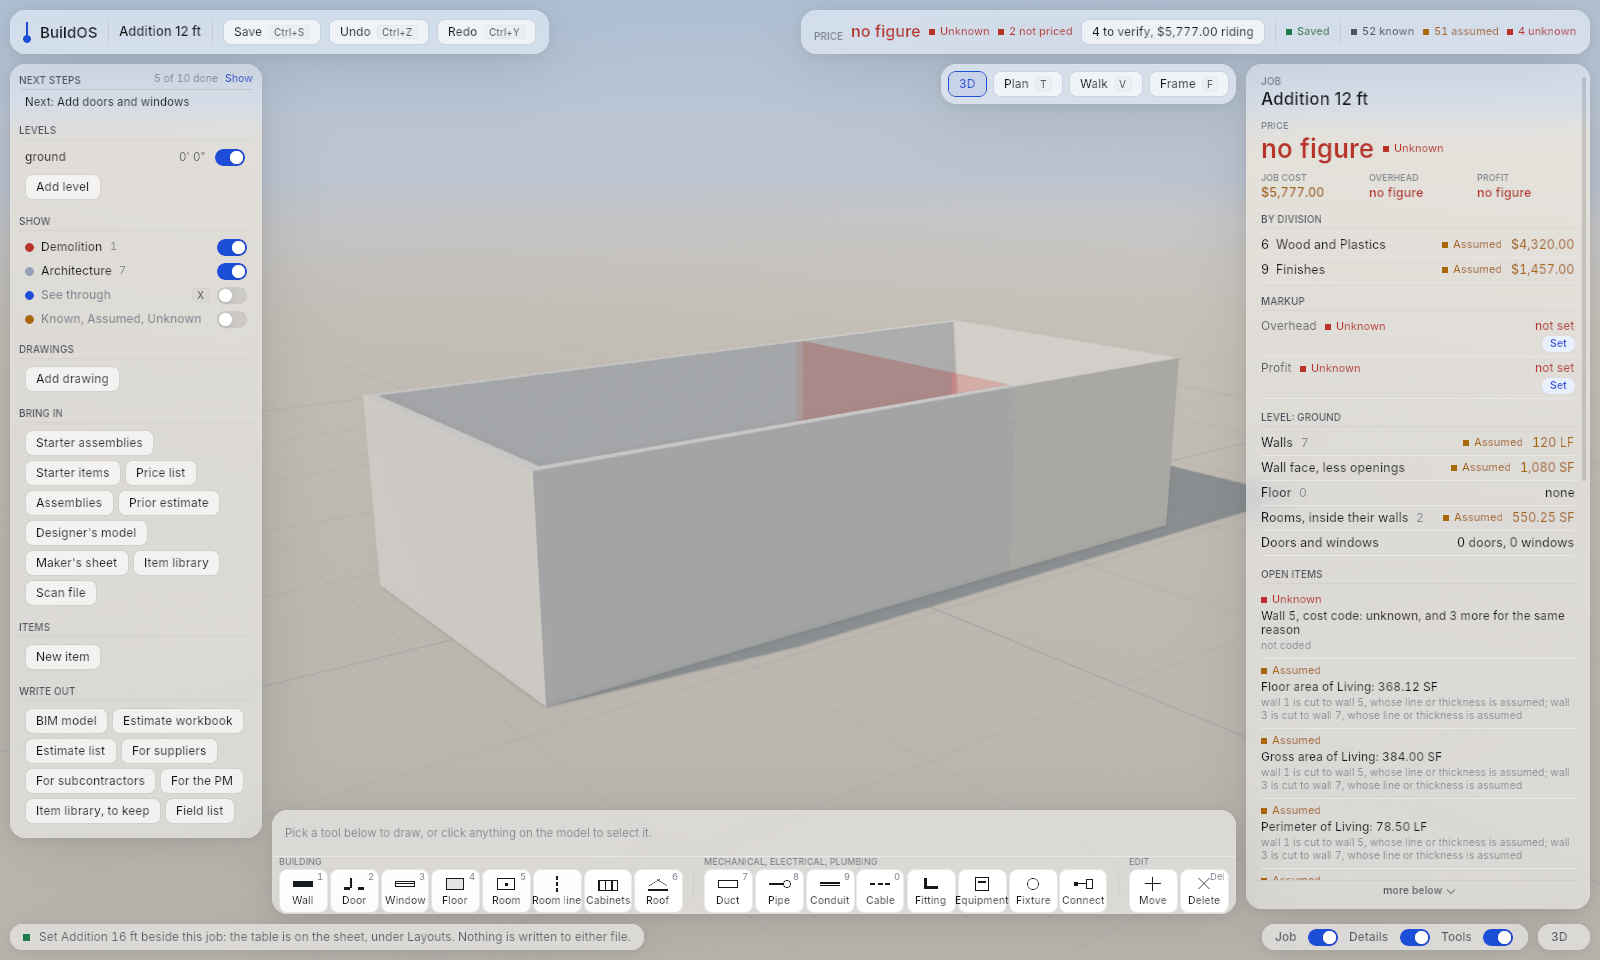 BuildOS Addition 12 ft Save Ctrl+S Undo Ctrl+Z Redo Ctrl+Y
PRICE no figure Unknown 2 not priced 4 to verify, $5,777.00 riding Saved 52 known 51 assumed 4 unknown
NEXT STEPS 5 of 10 done Show
Next: Add doors and windows
LEVELS
ground 0' 0"
Add level
SHOW
Demolition 1
Architecture 7
See through X
Known, Assumed, Unknown
DRAWINGS
Add drawing
BRING IN
Starter assemblies
Starter items Price list
Assemblies Prior estimate
Designer's model
Maker's sheet Item library
Scan file
ITEMS
New item
WRITE OUT
BIM model Estimate workbook
Estimate list For suppliers
For subcontractors For the PM
Item library, to keep Field list
3D Plan T Walk V Frame F
JOB
Addition 12 ft
PRICE
no figure Unknown
JOB COST OVERHEAD PROFIT
$5,777.00 no figure no figure
BY DIVISION
6 Wood and Plastics Assumed $4,320.00
9 Finishes Assumed $1,457.00
MARKUP
Overhead Unknown not set
Set
Profit Unknown not set
Set
LEVEL: GROUND
Walls 7 Assumed 120 LF
Wall face, less openings Assumed 1,080 SF
Floor 0 none
Rooms, inside their walls 2 Assumed 550.25 SF
Doors and windows 0 doors, 0 windows
OPEN ITEMS
Unknown
Wall 5, cost code: unknown, and 3 more for the same
reason
not coded
Assumed
Floor area of Living: 368.12 SF
wall 1 is cut to wall 5, whose line or thickness is assumed; wall
3 is cut to wall 7, whose line or thickness is assumed
Assumed
Gross area of Living: 384.00 SF
wall 1 is cut to wall 5, whose line or thickness is assumed; wall
3 is cut to wall 7, whose line or thickness is assumed
Assumed
Perimeter of Living: 78.50 LF
wall 1 is cut to wall 5, whose line or thickness is assumed; wall
3 is cut to wall 7, whose line or thickness is assumed
more below
Pick a tool below to draw, or click anything on the model to select it.
BUILDING MECHANICAL, ELECTRICAL, PLUMBING EDIT
1 2 3 4 5 6 7 8 9 0 Del
Wall Door Window Floor Room Room line Cabinets Roof Duct Pipe Conduit Cable Fitting Equipment Fixture Connect Move Delete
Set Addition 16 ft beside this job: the table is on the sheet, under Layouts. Nothing is written to either file.
Job Details Tools 3D